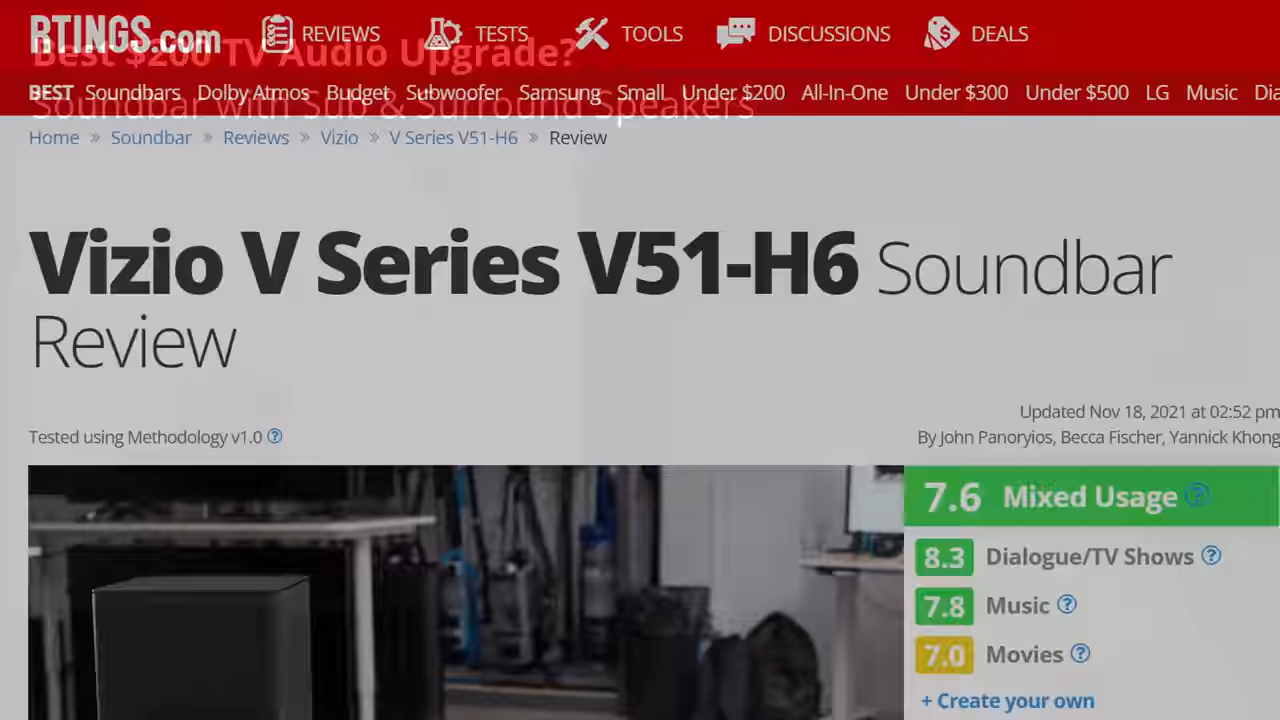 RTINGS.com REVIEWS TESTS TOOLS DISCUSSIONS DEALS
Best $200 TV Audio Upgrade?
BEST Soundbars Dolby Atmos Budget Subwoofer Samsung Small Under $200 All-In-One Under $300 Under $500 LG Music Dia
Soundbar with Sub & Surround Speakers
Home » Soundbar » Reviews » Vizio » V Series V51-H6 » Review
Vizio V Series V51-H6 Soundbar
Review
Updated Nov 18, 2021 at 02:52 pm
Tested using Methodology v1.0 ?
By John Panoryios, Becca Fischer, Yannick Khong
7.6 Mixed Usage ?
8.3 Dialogue/TV Shows ?
7.8 Music ?
7.0 Movies ?
+ Create your own